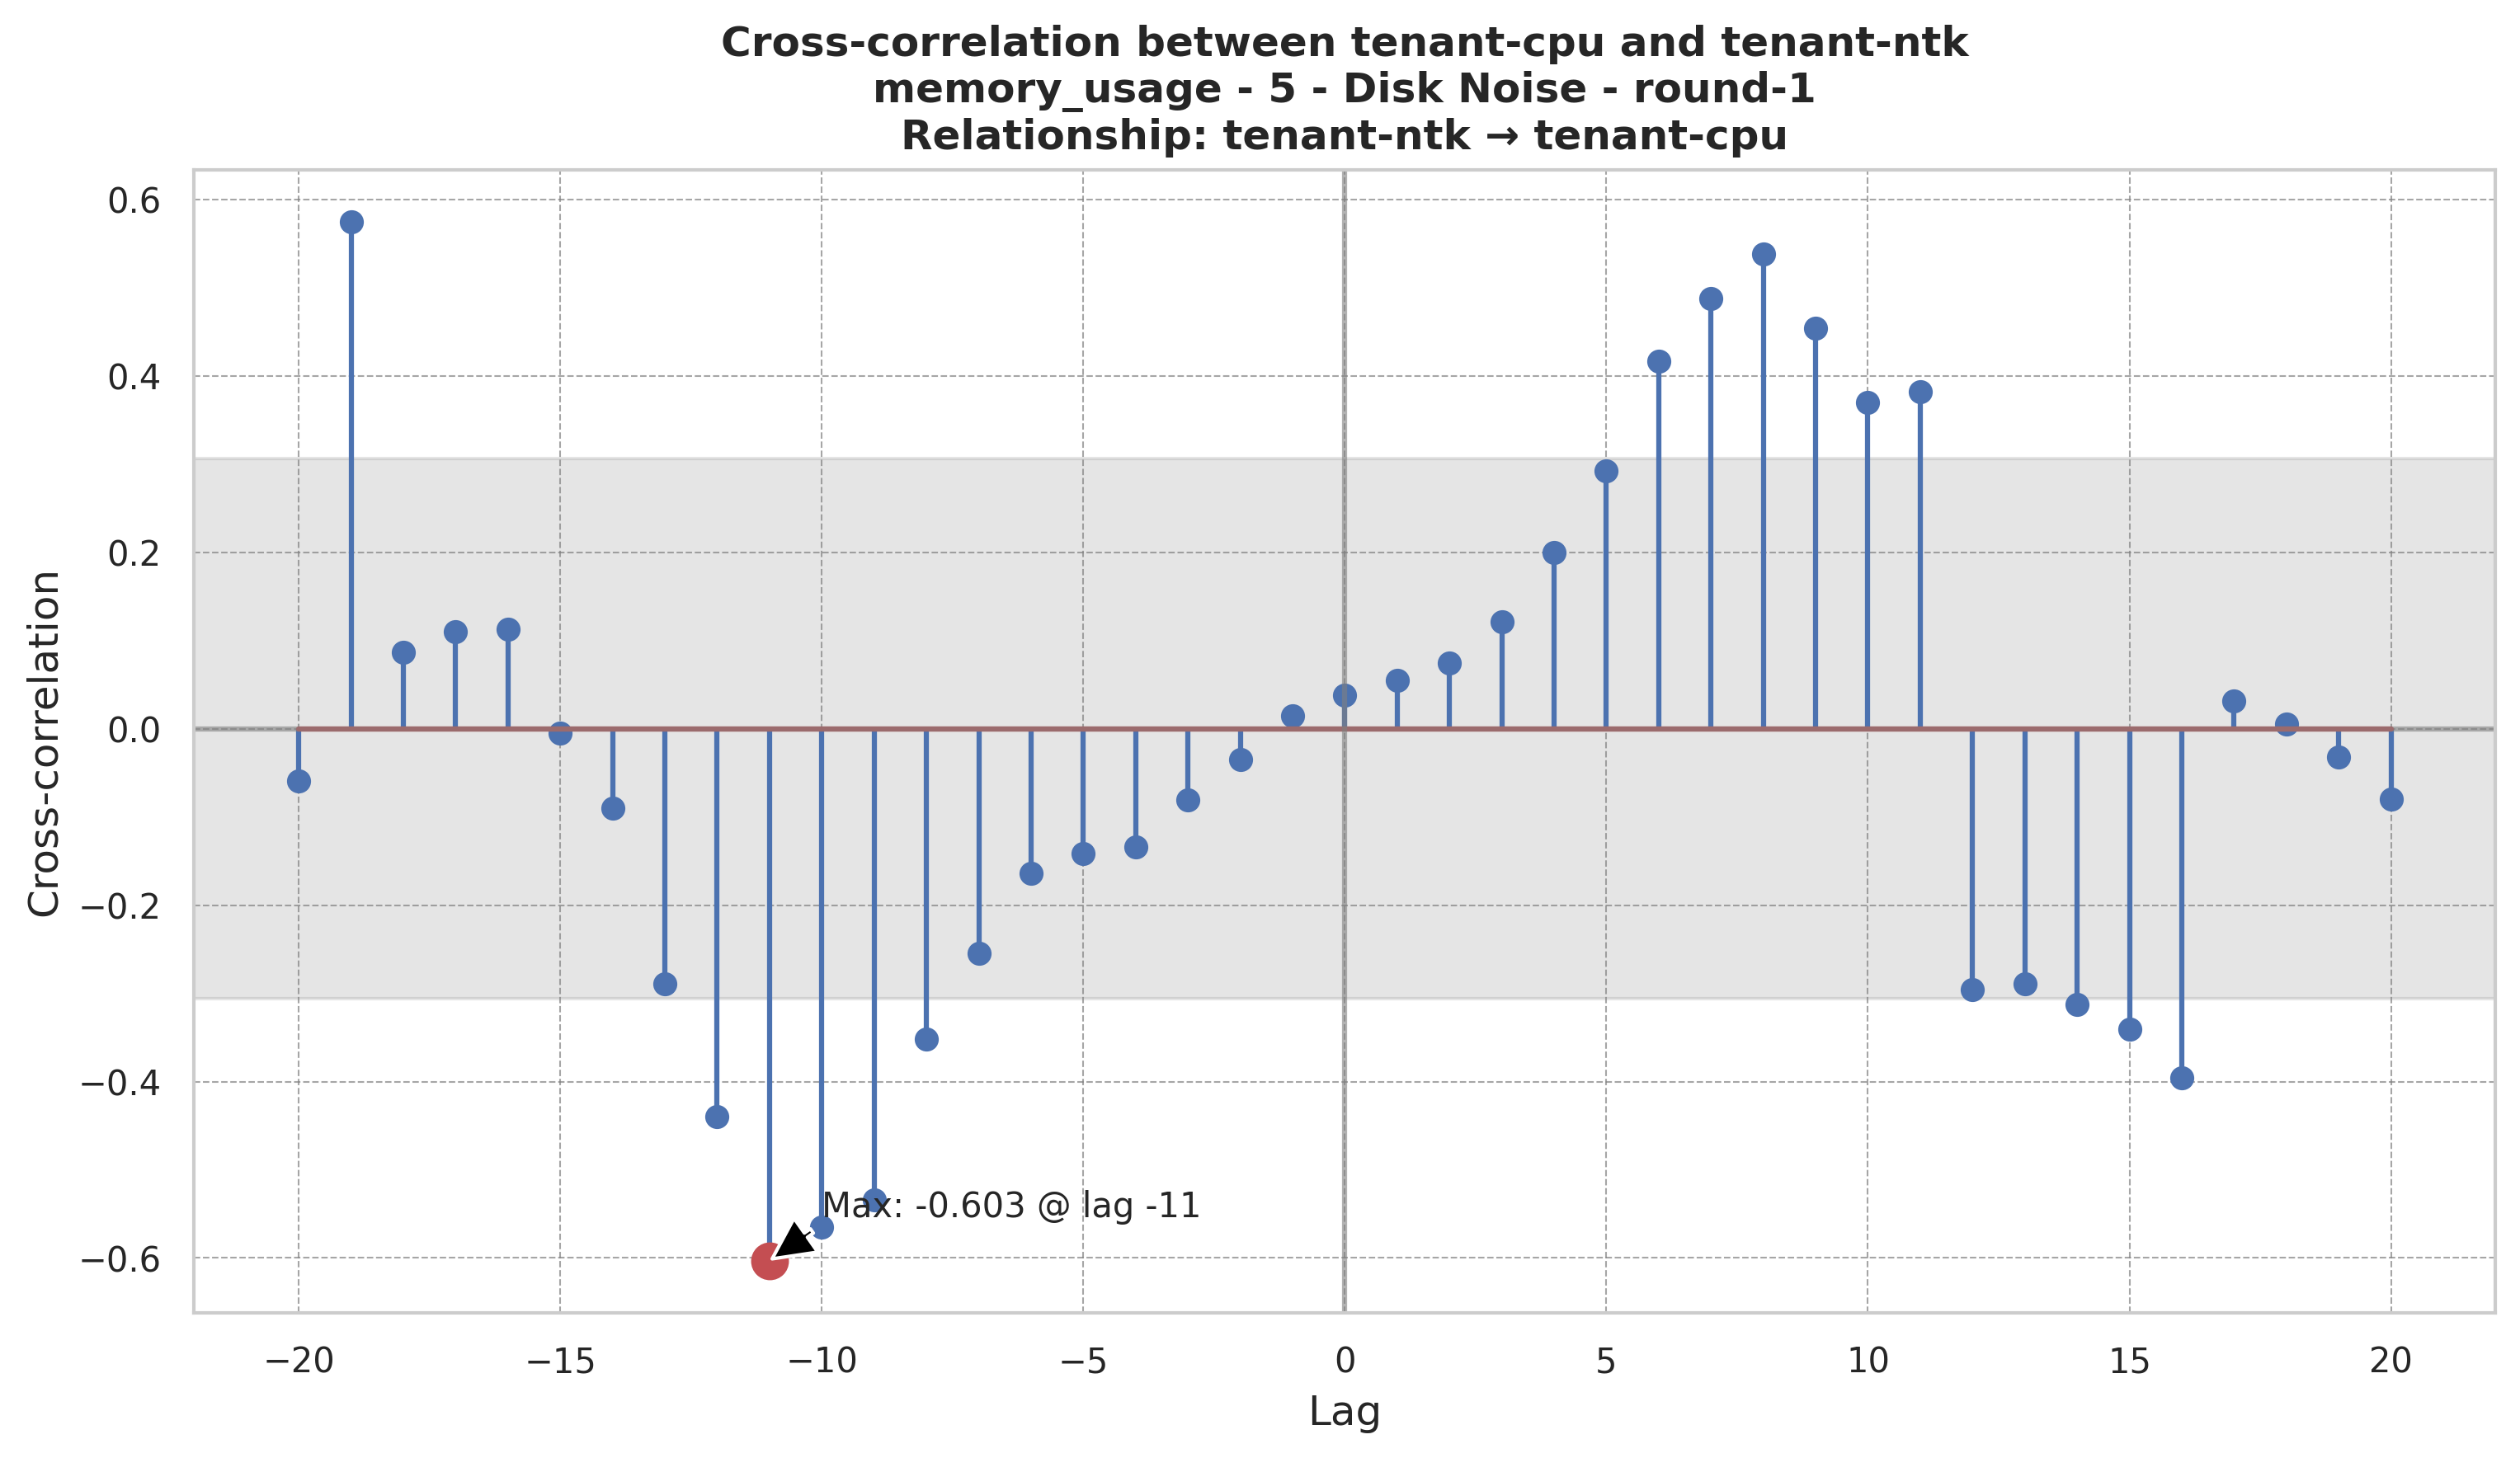 Cross-correlation between tenant-cpu and tenant-ntk
memory_usage - 5 - Disk Noise - round-1
Relationship: tenant-ntk → tenant-cpu
Cross-correlation
0.6
0.4
0.2
0.0
−0.2
−0.4
−0.6
Max: -0.603 @ lag -11
−20
−15
−10
−5
0
5
10
15
20
Lag